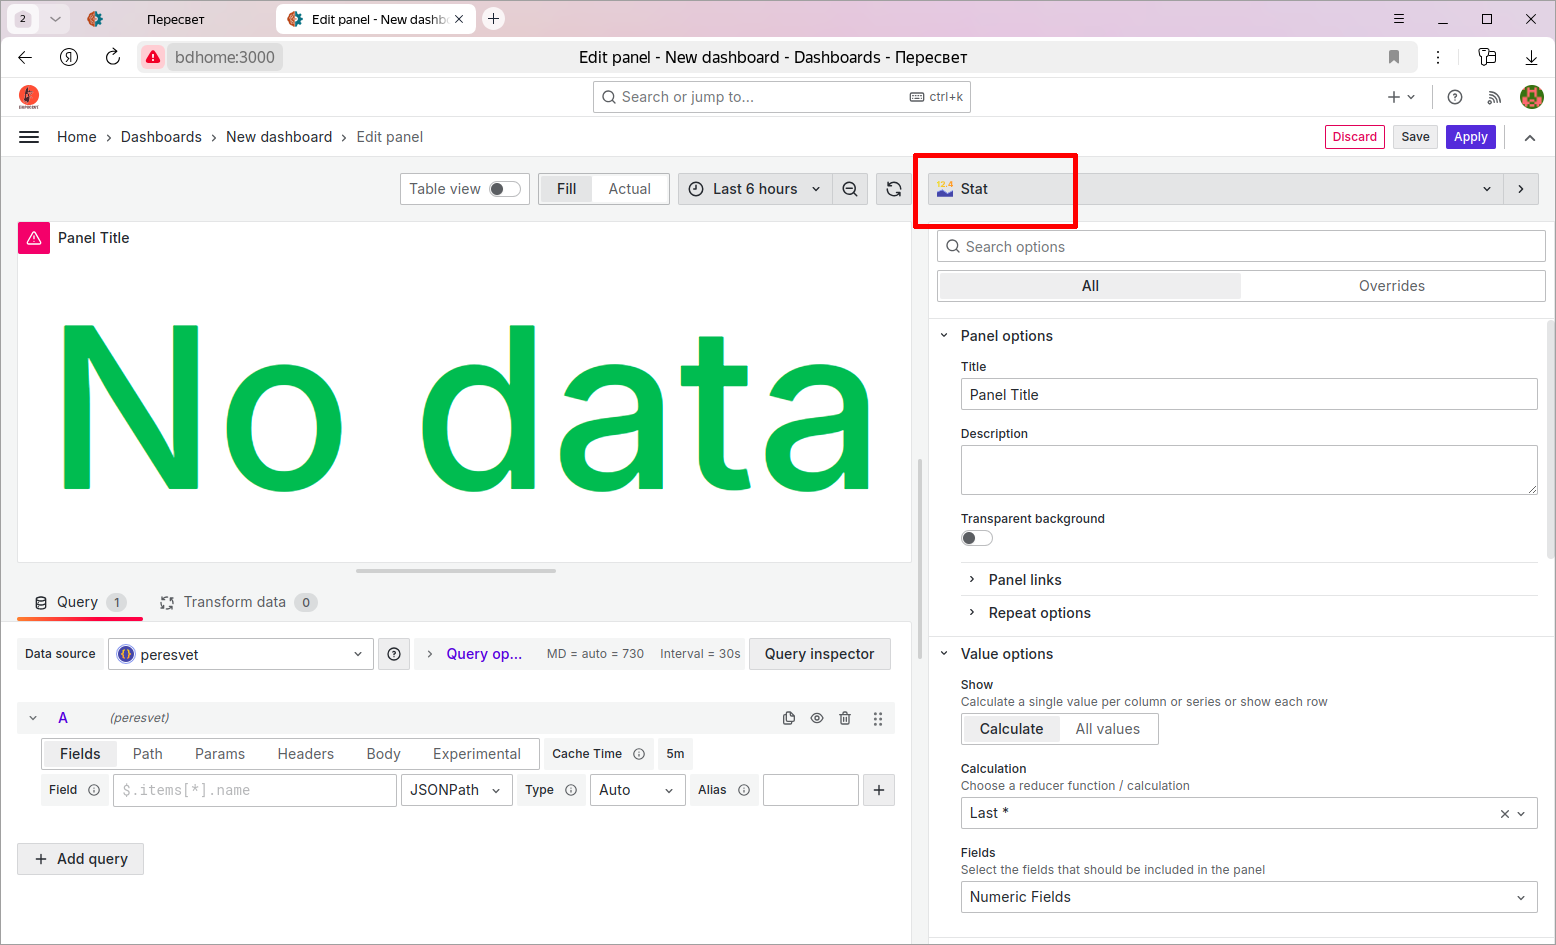 2
Пересвет
Edit panel - New dashbo
bdhome:3000
Edit panel - New dashboard - Dashboards - Пересвет
Search or jump to...
ctrl+k
Home › Dashboards › New dashboard › Edit panel
Discard
Save
Apply
Table view
Fill
Actual
Last 6 hours
12.4
Stat
Panel Title
No data
Search options
All
Overrides
Panel options
Title
Panel Title
Description
Transparent background
Panel links
Repeat options
Query 1
Transform data 0
Data source
peresvet
Query op...
MD = auto = 730
Interval = 30s
Query inspector
A
(peresvet)
Fields
Path
Params
Headers
Body
Experimental
Cache Time
5m
Field
$.items[*].name
JSONPath
Type
Auto
Alias
+ Add query
Value options
Show
Calculate a single value per column or series or show each row
Calculate
All values
Calculation
Choose a reducer function / calculation
Last *
Fields
Select the fields that should be included in the panel
Numeric Fields